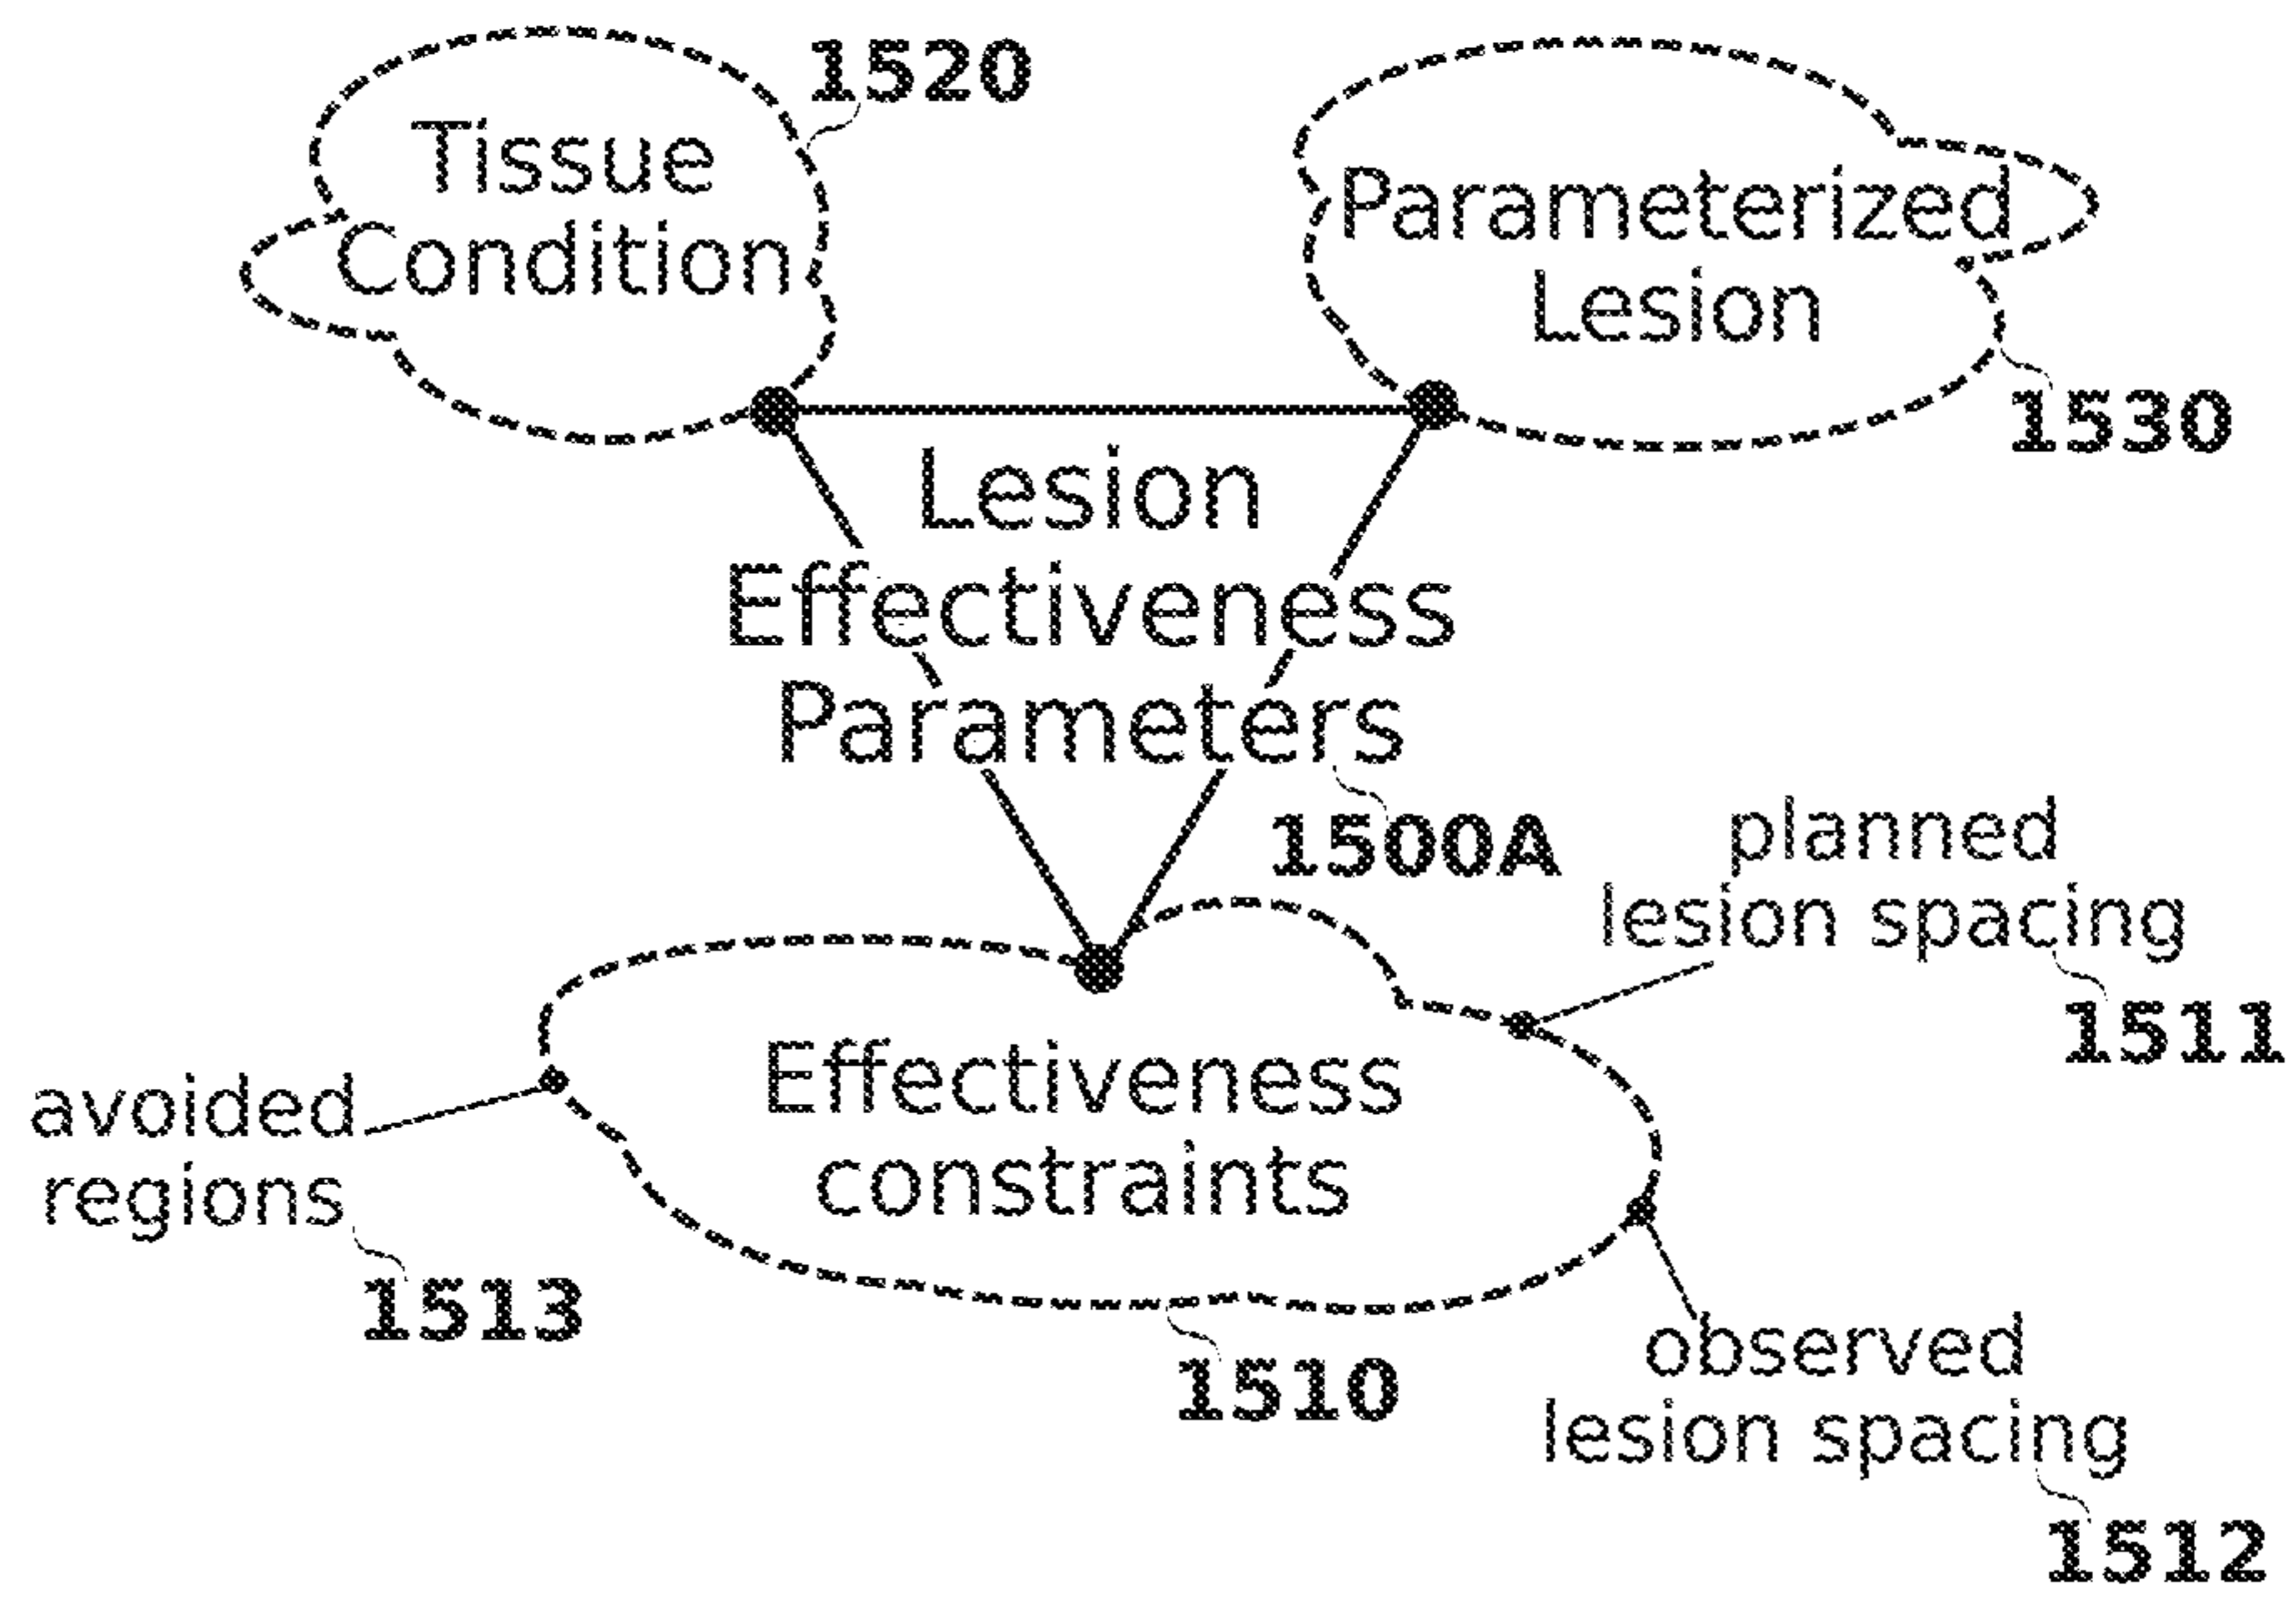 1520
Tissue
Condition
Parameterized
Lesion
1530
Lesion
Effectiveness
Parameters
1500A
planned
lesion spacing
1511
Effectiveness
constraints
avoided
regions
1513
1510
observed
lesion spacing
1512